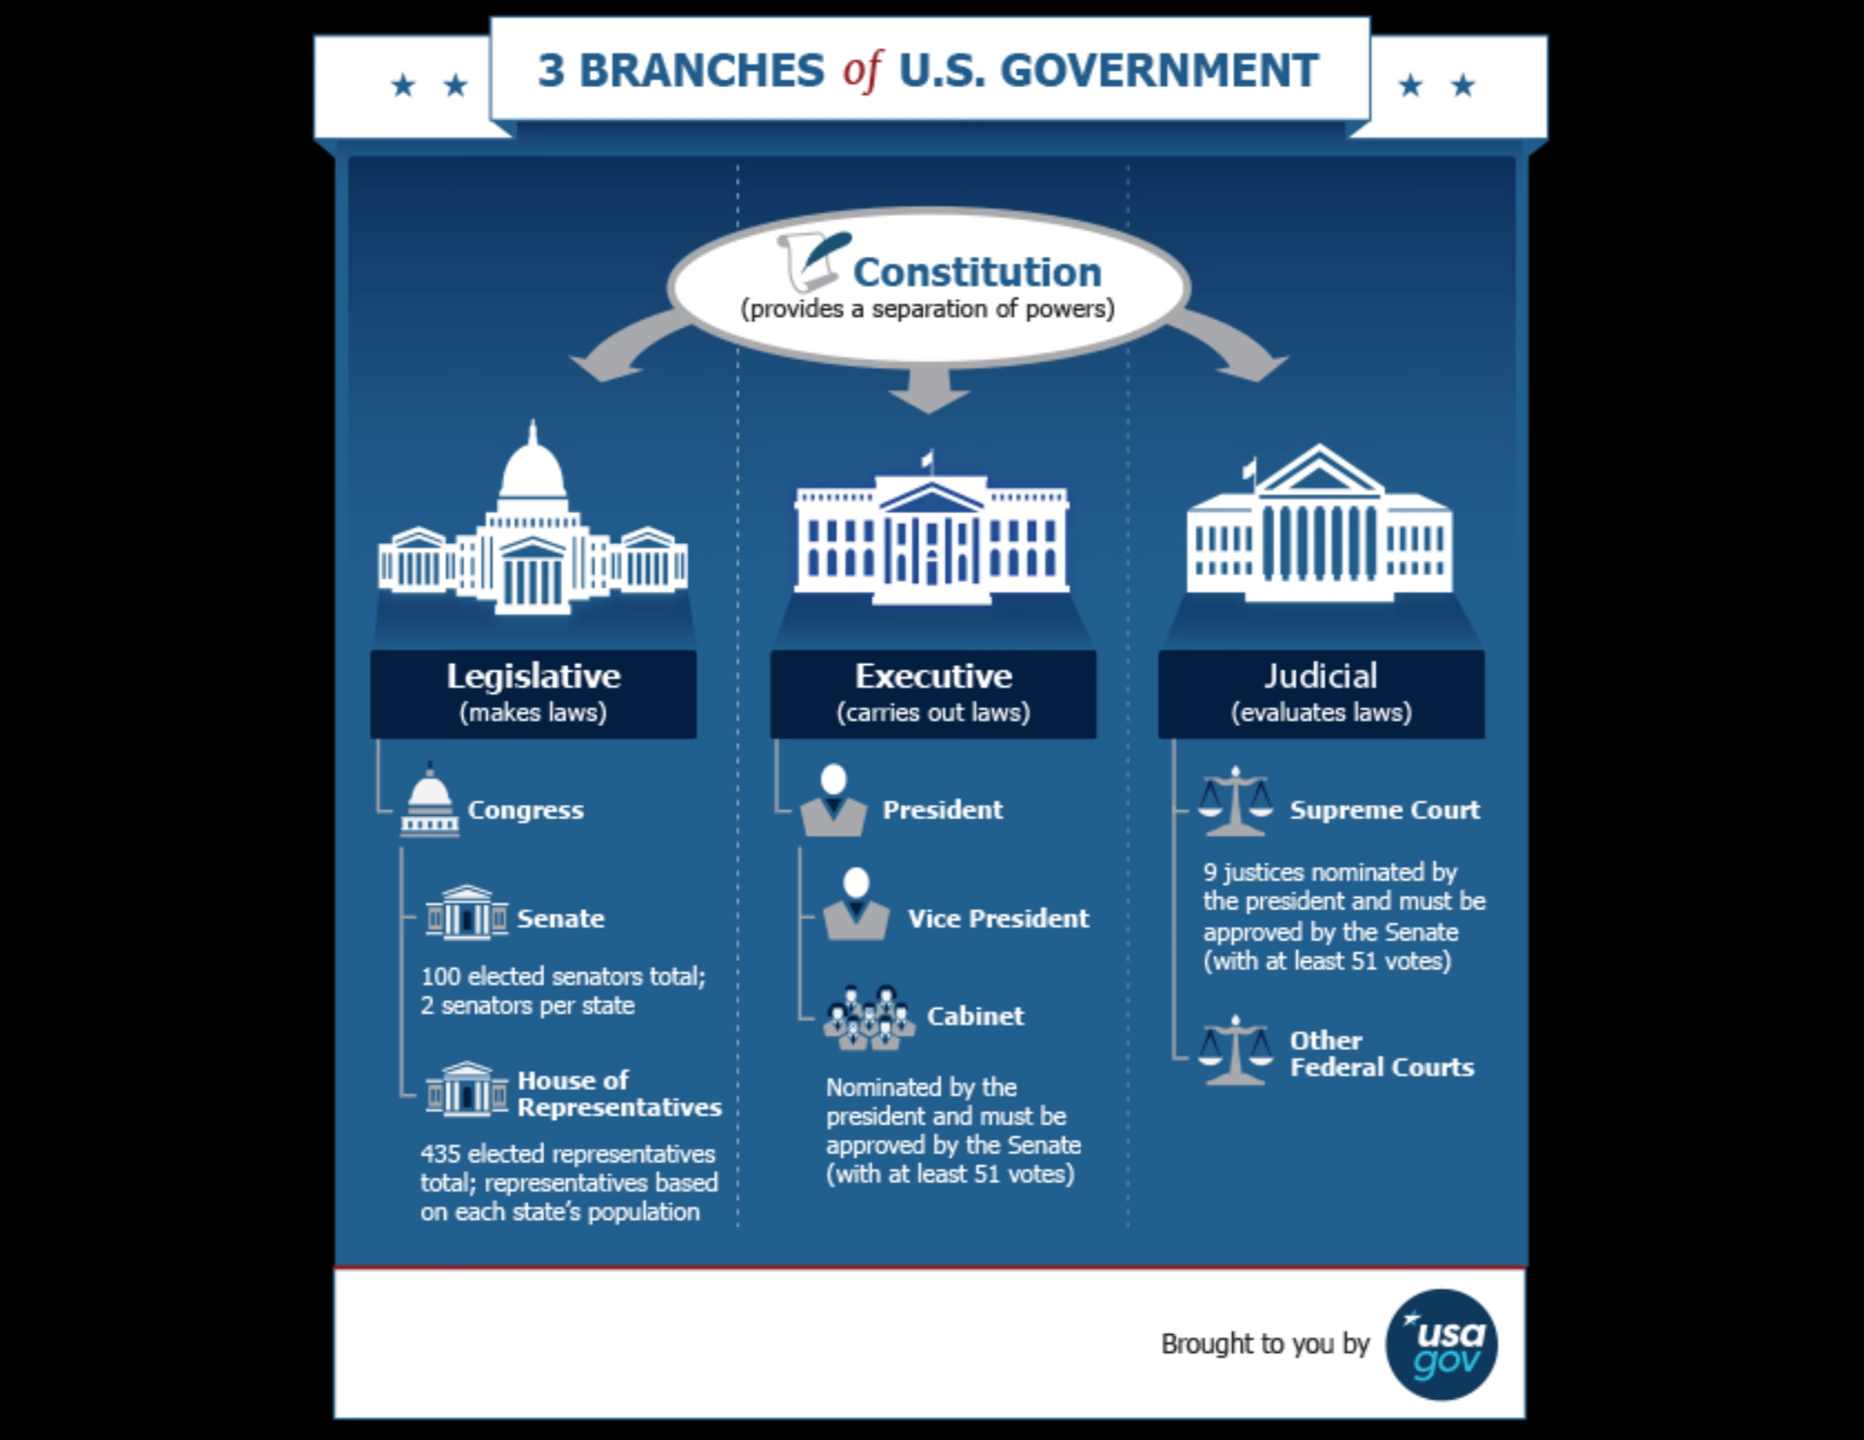 3 BRANCHES of U.S. GOVERNMENT
Constitution
(provides a separation of powers)
Legislative
(makes laws)
Congress
Senate
100 elected senators total;
2 senators per state
House of
Representatives
435 elected representatives
total; representatives based
on each state's population
Executive
(carries out laws)
President
Vice President
Cabinet
Nominated by the
president and must be
approved by the Senate
(with at least 51 votes)
Judicial
(evaluates laws)
Supreme Court
9 justices nominated by
the president and must be
approved by the Senate
(with at least 51 votes)
Other
Federal Courts
Brought to you by
usa
gov